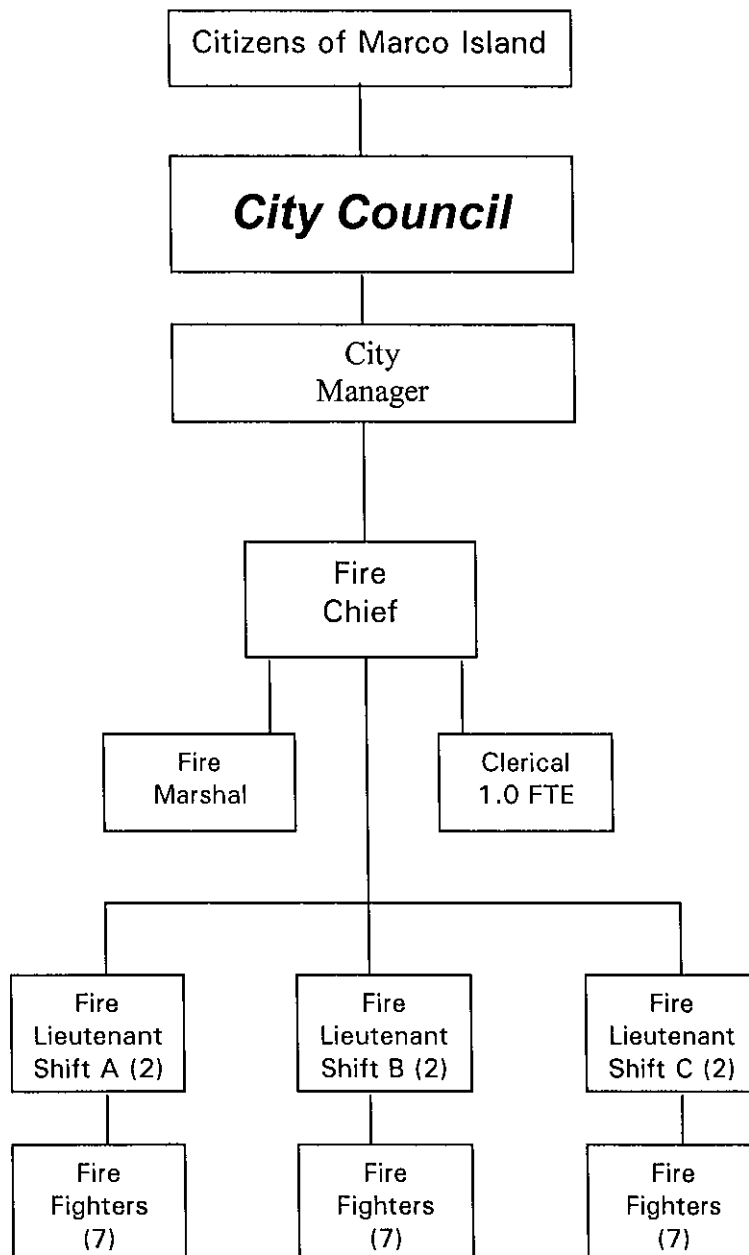 Citizens of Marco Island
City Council
City
Manager
Fire
Chief
Fire
Marshal
Clerical
1.0 FTE
Fire
Lieutenant
Shift A (2)
Fire
Lieutenant
Shift B (2)
Fire
Lieutenant
Shift C (2)
Fire
Fighters
(7)
Fire
Fighters
(7)
Fire
Fighters
(7)